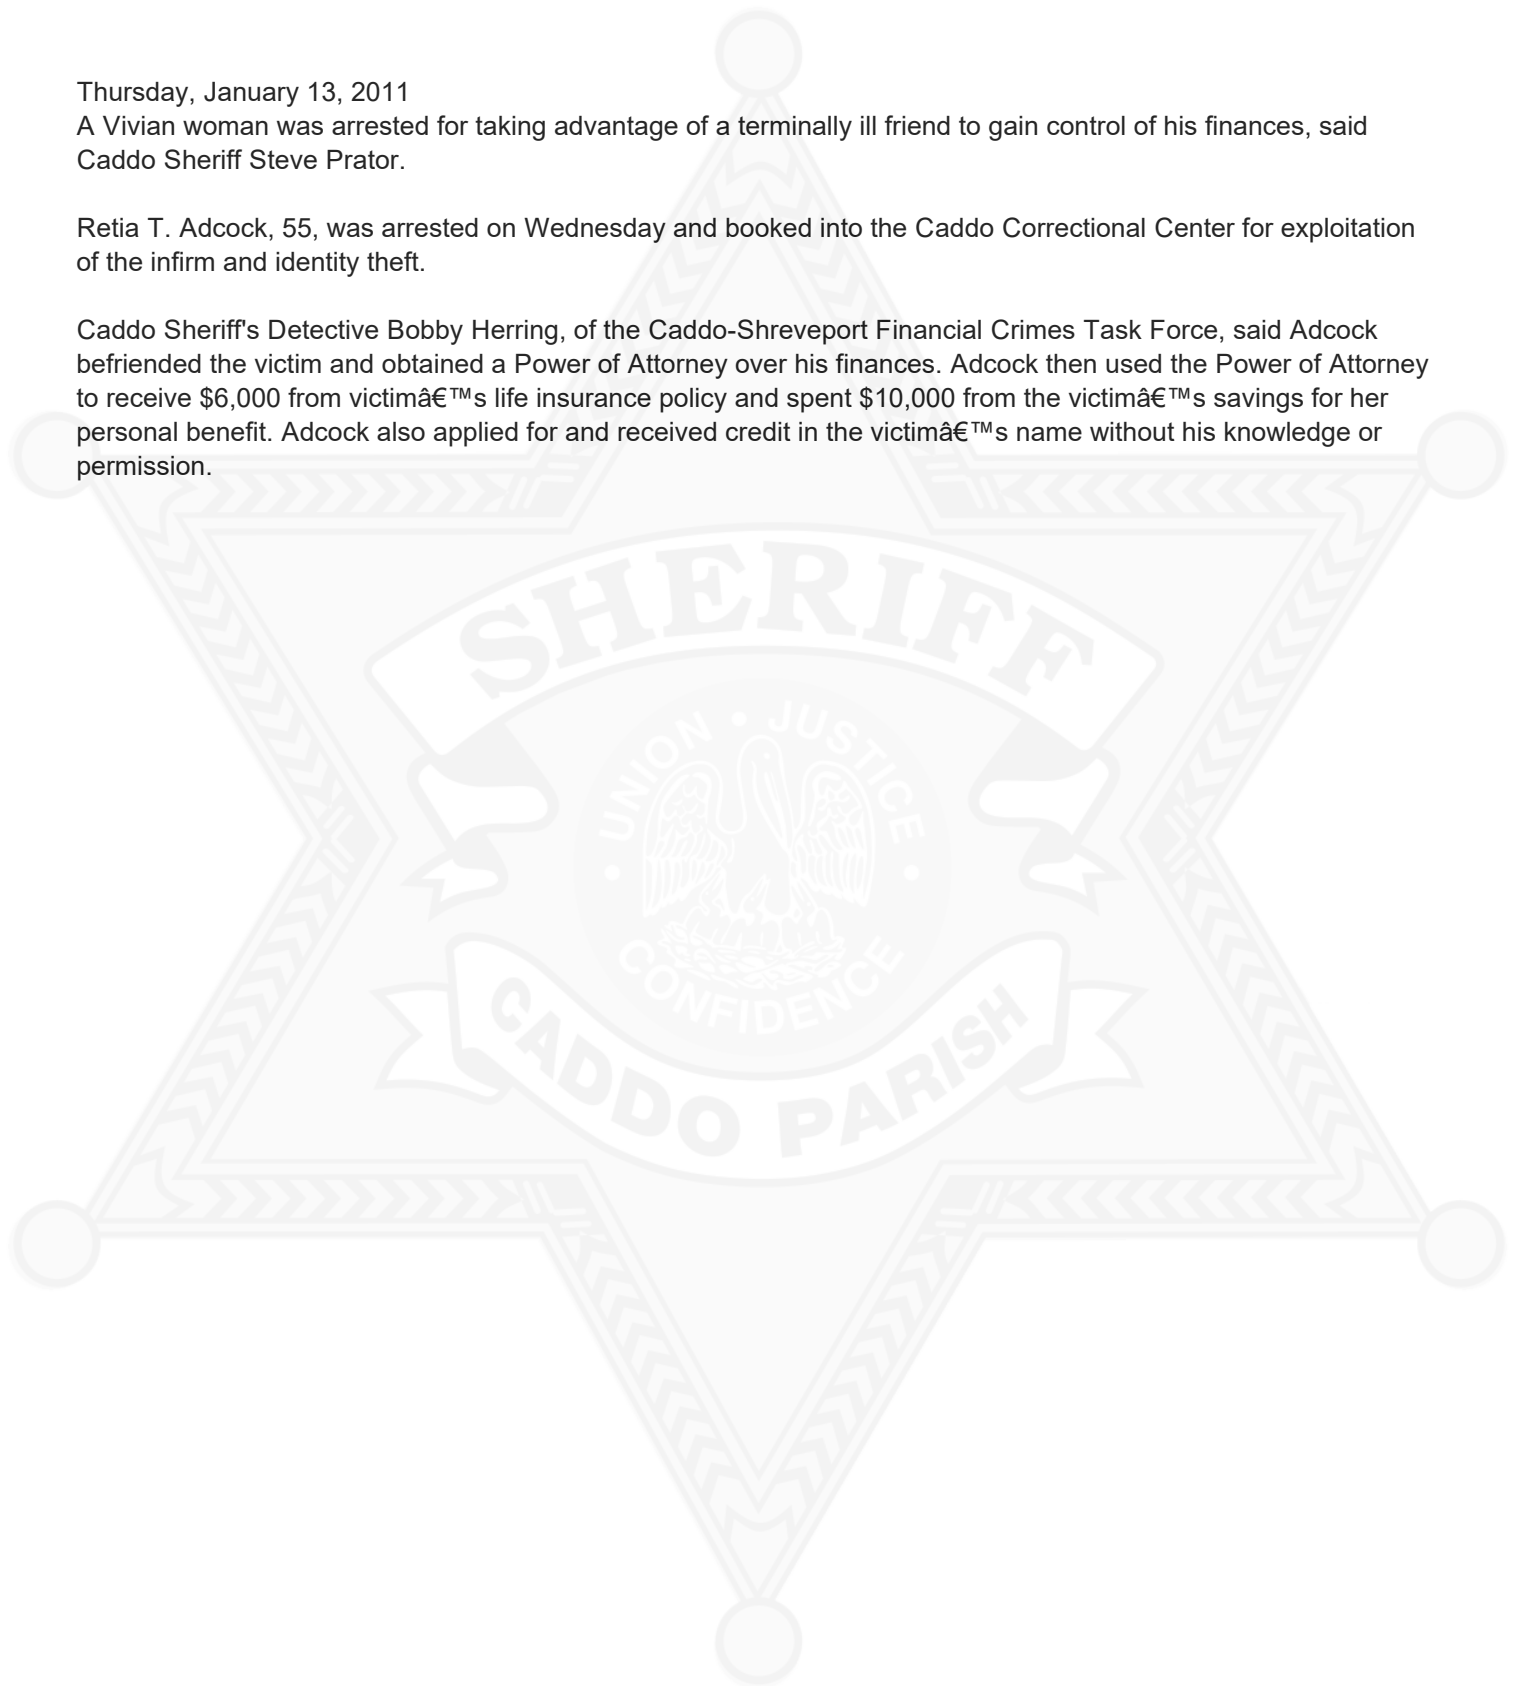 Thursday, January 13, 2011
A Vivian woman was arrested for taking advantage of a terminally ill friend to gain control of his finances, said
Caddo Sheriff Steve Prator.
Retia T. Adcock, 55, was arrested on Wednesday and booked into the Caddo Correctional Center for exploitation
of the infirm and identity theft.
Caddo Sheriff's Detective Bobby Herring, of the Caddo-Shreveport Financial Crimes Task Force, said Adcock
befriended the victim and obtained a Power of Attorney over his finances. Adcock then used the Power of Attorney
to receive $6,000 from victimâ€™s life insurance policy and spent $10,000 from the victimâ€™s savings for her
personal benefit. Adcock also applied for and received credit in the victimâ€™s name without his knowledge or
permission.
SHERIFF
UNION • JUSTICE
• CONFIDENCE •
CADDO PARISH